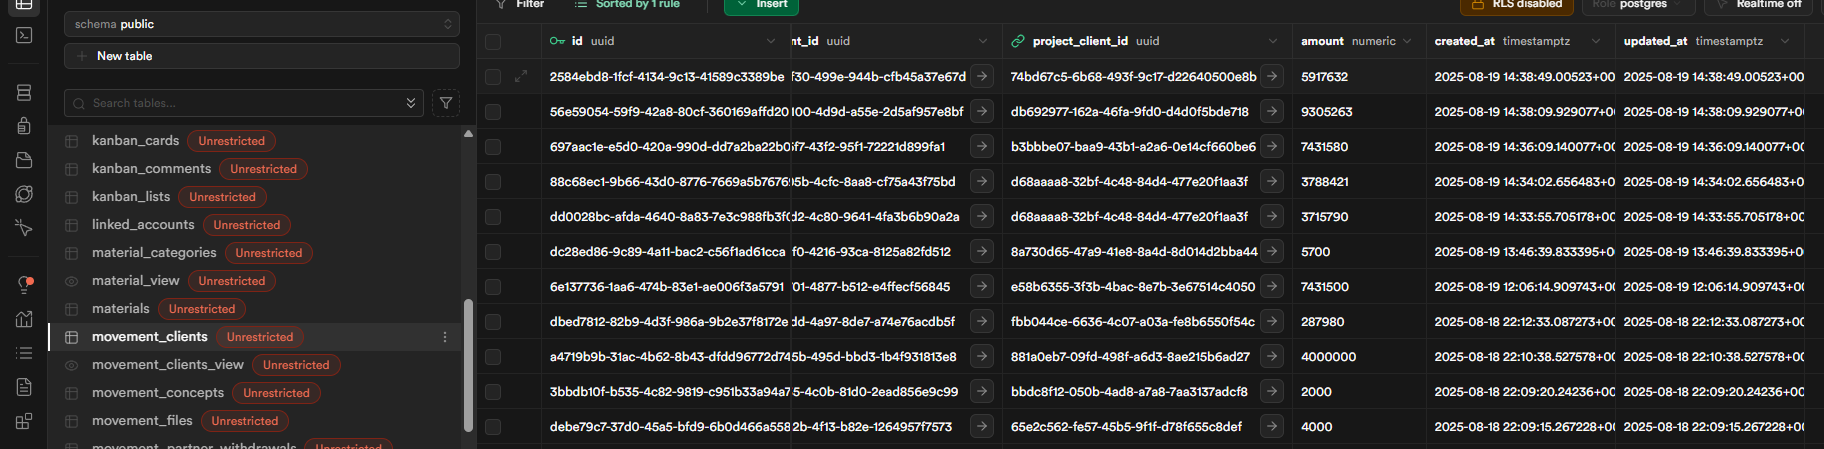 Filter Sorted by 1 rule Insert RLS disabled Role postgres Realtime off
schema public
New table
Search tables...
kanban_cards Unrestricted
kanban_comments Unrestricted
kanban_lists Unrestricted
linked_accounts Unrestricted
material_categories Unrestricted
material_view Unrestricted
materials Unrestricted
movement_clients Unrestricted
movement_clients_view Unrestricted
movement_concepts Unrestricted
movement_files Unrestricted
movement_partner_withdrawals Unrestricted
id uuid nt_id uuid project_client_id uuid amount numeric created_at timestamptz updated_at timestamptz
2584ebd8-1fcf-4134-9c13-41589c3389be f30-499e-944b-cfb45a37e67d 74bd67c5-6b68-493f-9c17-d22640500e8b 5917632 2025-08-19 14:38:49.00523+00 2025-08-19 14:38:49.00523+00
56e59054-59f9-42a8-80cf-360169affd20 00-4d9d-a55e-2d5af957e8bf db692977-162a-46fa-9fd0-d4d0f5bde718 9305263 2025-08-19 14:38:09.929077+0 2025-08-19 14:38:09.929077+0
697aac1e-e5d0-420a-990d-dd7a2ba22b0 5f7-43f2-95f1-72221d899fa1 b3bbbe07-baa9-43b1-a2a6-0e14cf660be6 7431580 2025-08-19 14:36:09.140077+0 2025-08-19 14:36:09.140077+0
88c68ec1-9b66-43d0-8776-7669a5b7676 05b-4cfc-8aa8-cf75a43f75bd d68aaaa8-32bf-4c48-84d4-477e20f1aa3f 3788421 2025-08-19 14:34:02.656483+0 2025-08-19 14:34:02.656483+0
dd0028bc-afda-4640-8a83-7e3c988fb3f d2-4c80-9641-4fa3b6b90a2a d68aaaa8-32bf-4c48-84d4-477e20f1aa3f 3715790 2025-08-19 14:33:55.705178+0 2025-08-19 14:33:55.705178+0
dc28ed86-9c89-4a11-bac2-c56f1ad61cca f0-4216-93ca-8125a82fd512 8a730d65-47a9-41e8-8a4d-8d014d2bba44 5700 2025-08-19 13:46:39.833395+0 2025-08-19 13:46:39.833395+0
6e137736-1aa6-474b-83e1-ae006f3a5791 01-4877-b512-e4ffecf56845 e58b6355-3f3b-4bac-8e7b-3e67514c4050 7431500 2025-08-19 12:06:14.909743+0 2025-08-19 12:06:14.909743+0
dbed7812-82b9-4d3f-986a-9b2e37f8172e dd-4a97-8de7-a74e76acdb5f fbb044ce-6636-4c07-a03a-fe8b6550f54c 287980 2025-08-18 22:12:33.087273+0 2025-08-18 22:12:33.087273+0
a4719b9b-31ac-4b62-8b43-dfdd96772d7 45b-495d-bbd3-1b4f931813e8 881a0eb7-09fd-498f-a6d3-8ae215b6ad27 4000000 2025-08-18 22:10:38.527578+0 2025-08-18 22:10:38.527578+0
3bbdb10f-b535-4c82-9819-c951b33a94a7 5-4c0b-81d0-2ead856e9c99 bbdc8f12-050b-4ad8-a7a8-7aa3137adcf8 2000 2025-08-18 22:09:20.24236+00 2025-08-18 22:09:20.24236+00
debe79c7-37d0-45a5-bfd9-6b0d466a558 2b-4f13-b82e-1264957f7573 65e2c562-fe57-45b5-9f1f-d78f655c8def 4000 2025-08-18 22:09:15.267228+0 2025-08-18 22:09:15.267228+0